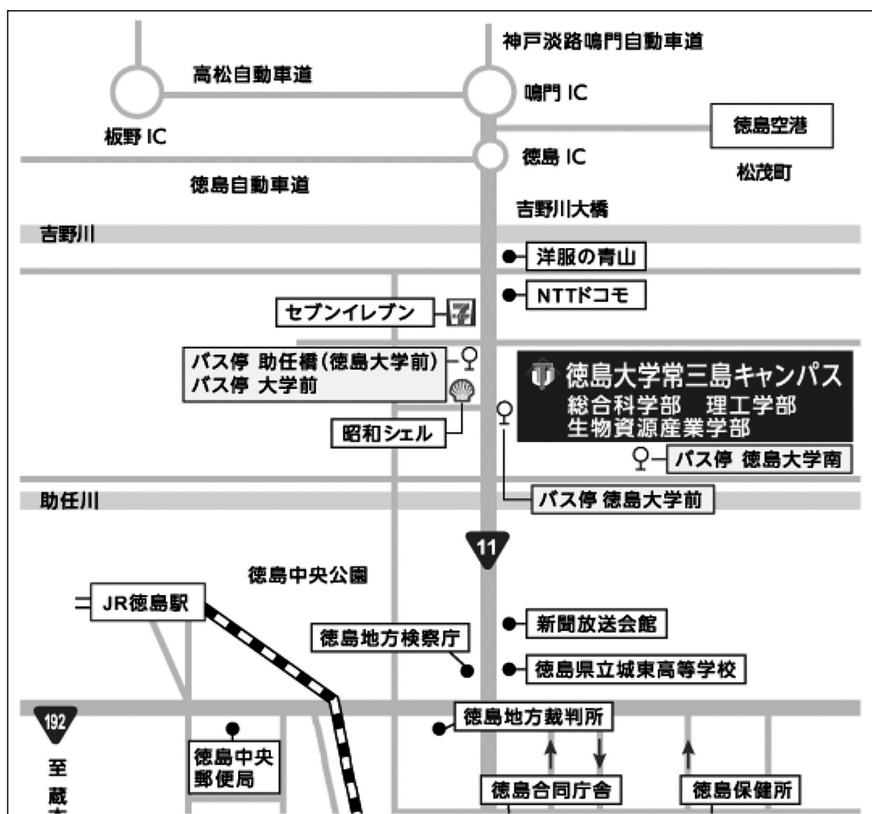 神戸淡路鳴門自動車道
高松自動車道
鳴門 IC
板野 IC
徳島空港
徳島 IC
松茂町
徳島自動車道
吉野川大橋
吉野川
洋服の青山
NTTドコモ
セブンイレブン
バス停 助任橋(徳島大学前)
バス停 大学前
徳島大学常三島キャンパス
総合科学部 理工学部
生物資源産業学部
昭和シェル
バス停 徳島大学南
バス停 徳島大学前
助任川
11
徳島中央公園
JR徳島駅
新聞放送会館
徳島地方検察庁
徳島県立城東高等学校
192
徳島地方裁判所
徳島中央
郵便局
至 蔵
徳島合同庁舎
徳島保健所